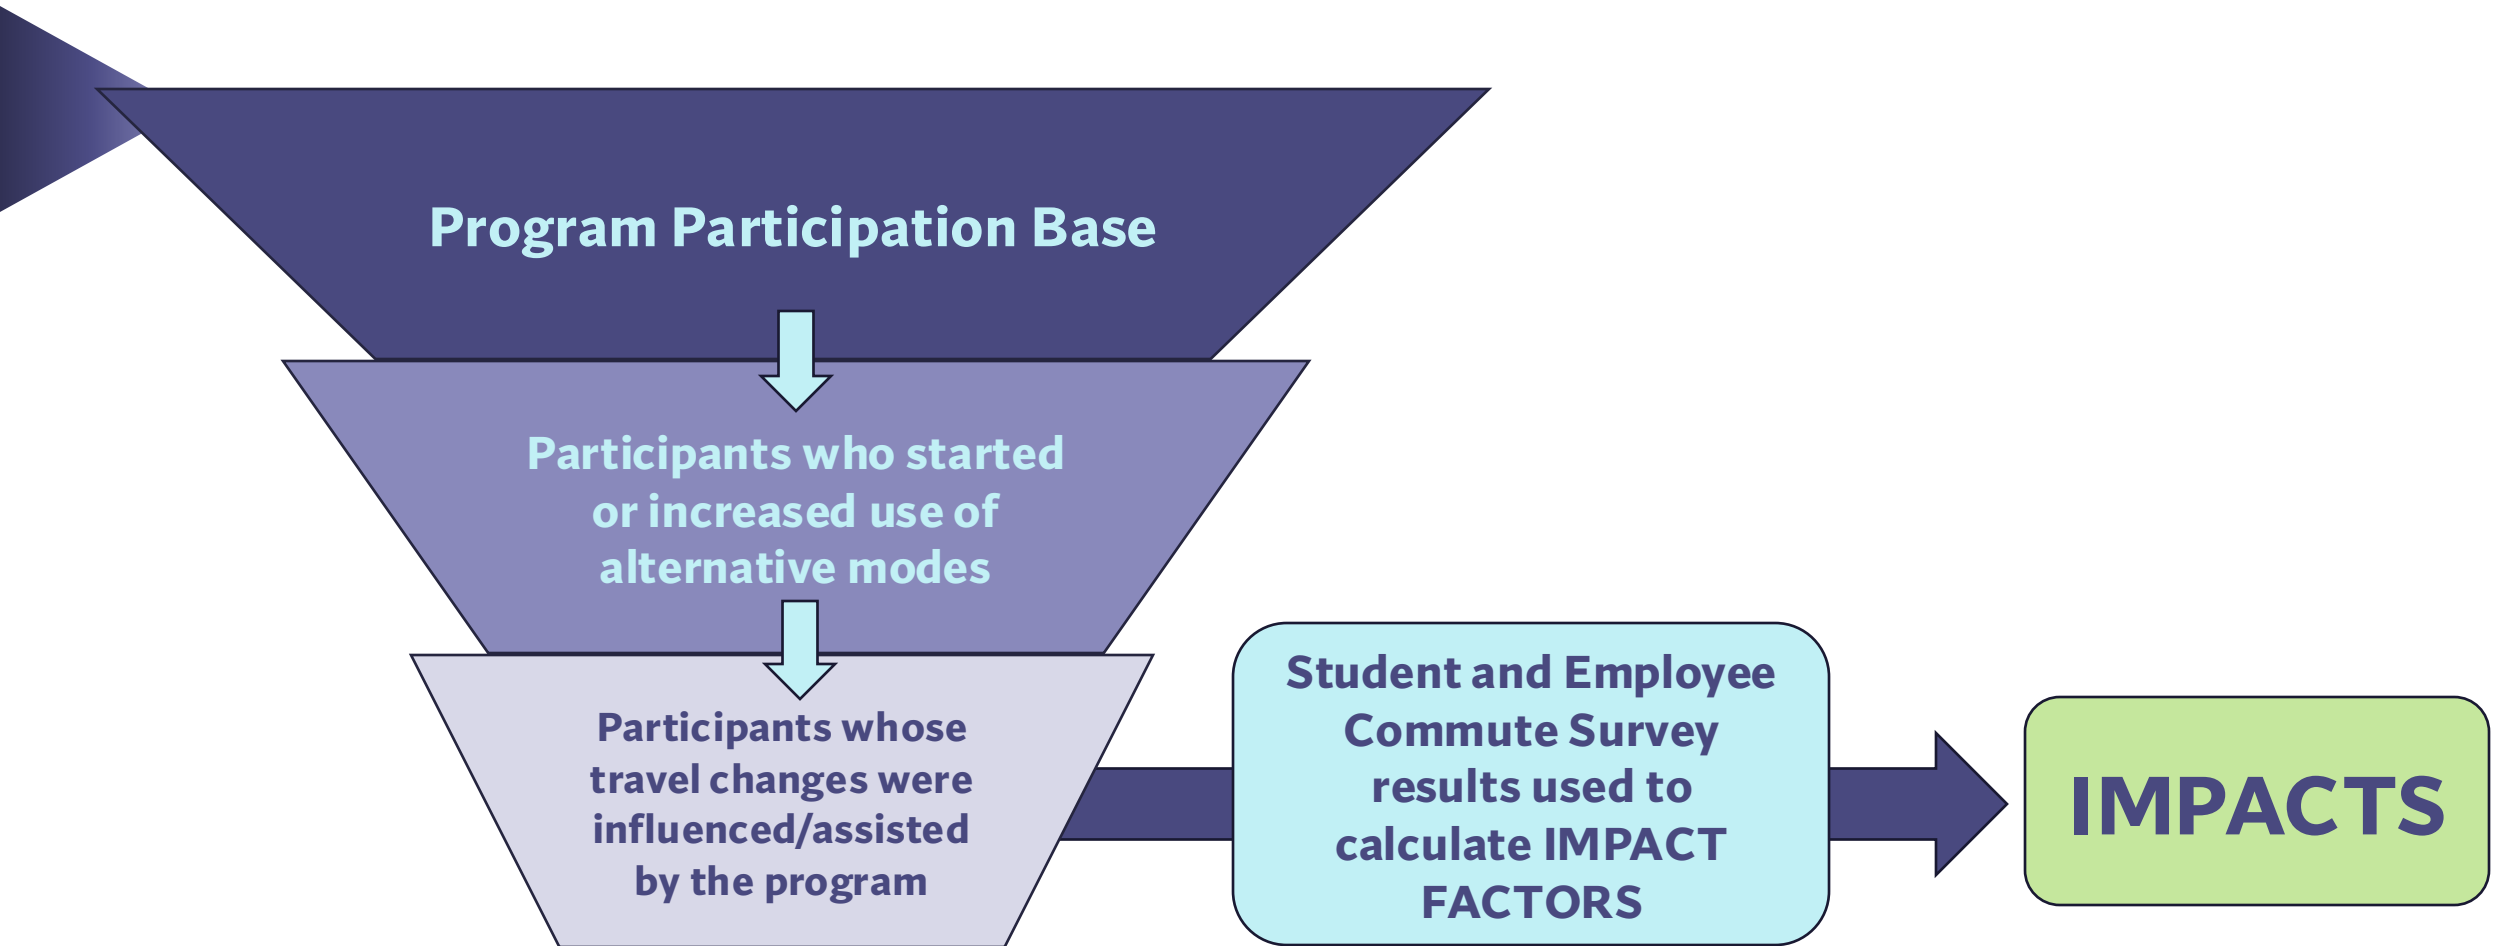 Program Participation Base
Participants who started
or increased use of
alternative modes
Participants whose
travel changes were
influenced/assisted
by the program
Student and Employee
Commute Survey
results used to
calculate IMPACT
FACTORS
IMPACTS